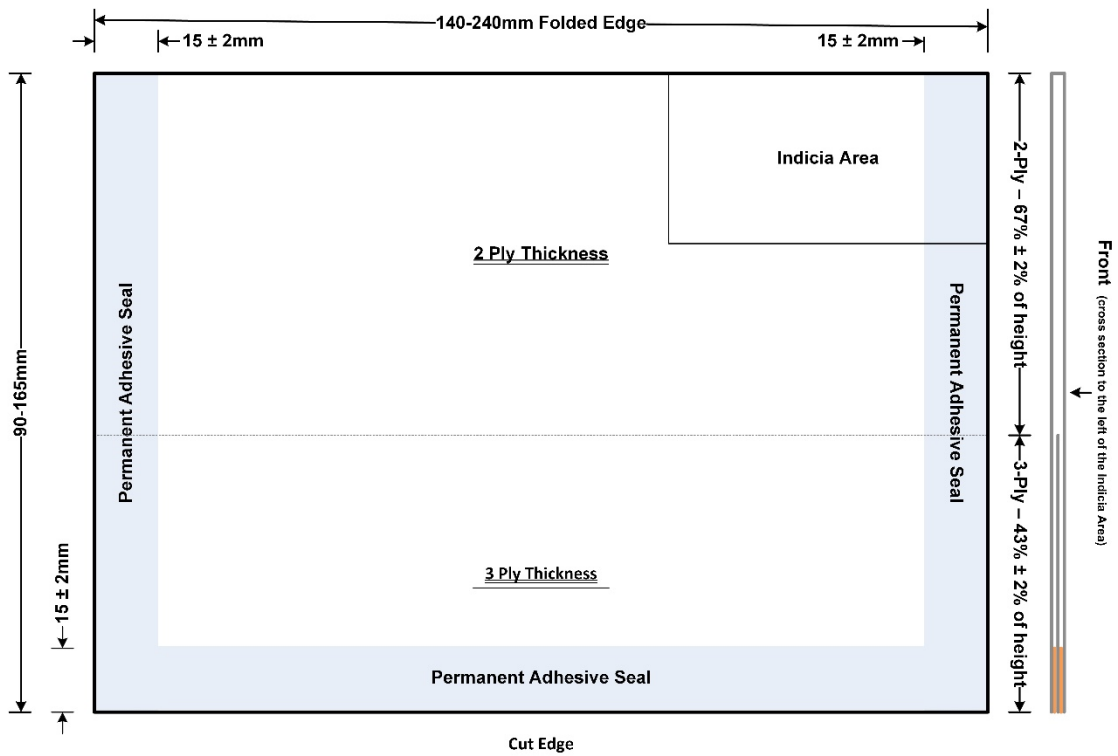 140-240mm Folded Edge
15 ± 2mm
15 ± 2mm
Indicia Area
2 Ply Thickness
Permanent Adhesive Seal
Permanent Adhesive Seal
90-165mm
2-Ply – 67% ± 2% of height
Front (cross section to the left of the Indicia Area)
3 Ply Thickness
3-Ply – 43% ± 2% of height
15 ± 2mm
Permanent Adhesive Seal
Cut Edge